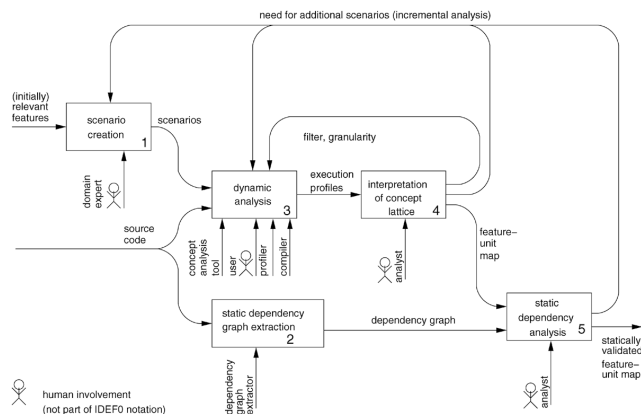 need for additional scenarios (incremental analysis)
(initially)
relevant
features
scenario
creation
1
scenarios
domain
expert
filter, granularity
dynamic
analysis
3
execution
profiles
interpretation
of concept
lattice
4
source
code
concept
analysis
tool
user
profiler
compiler
analyst
feature–
unit
map
static dependency
graph extraction
2
dependency graph
static
dependency
analysis
5
statically
validated
feature–
unit map
dependency
graph
extractor
analyst
human involvement
(not part of IDEF0 notation)